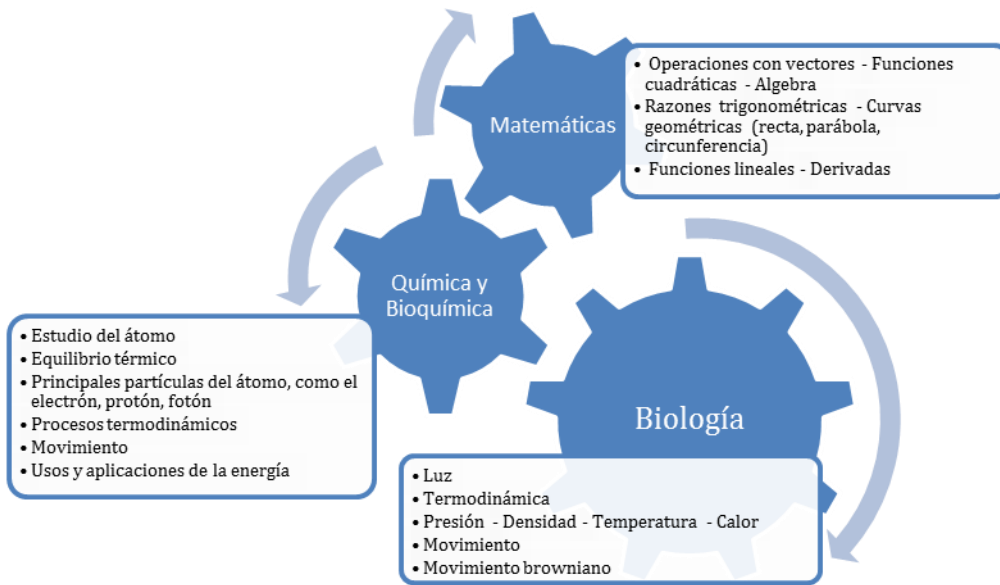 Matemáticas
• Operaciones con vectores - Funciones
cuadráticas - Algebra
• Razones trigonométricas - Curvas
geométricas (recta, parábola,
circunferencia)
• Funciones lineales - Derivadas
Química y
Bioquímica
• Estudio del átomo
• Equilibrio térmico
• Principales partículas del átomo, como el
electrón, protón, fotón
• Procesos termodinámicos
• Movimiento
• Usos y aplicaciones de la energía
Biología
• Luz
• Termodinámica
• Presión - Densidad - Temperatura - Calor
• Movimiento
• Movimiento browniano